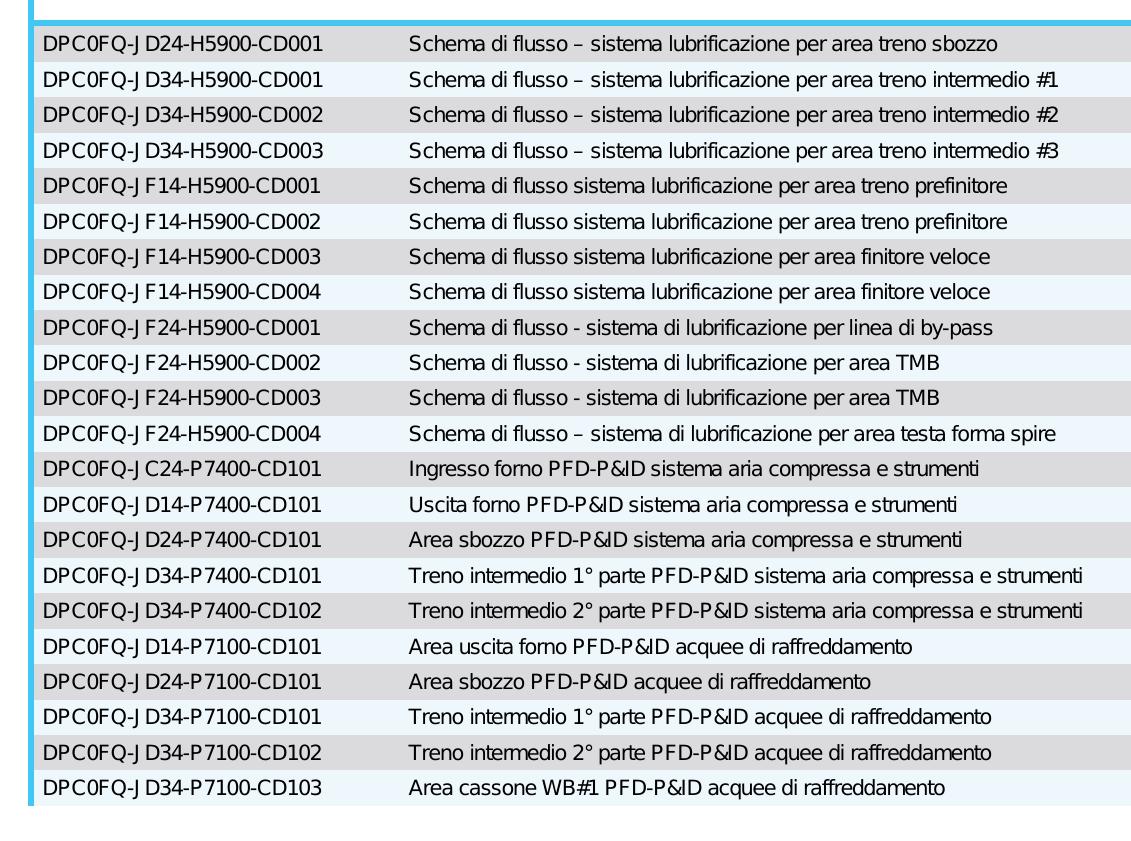 DPC0FQ-JD24-H5900-CD001 Schema di flusso – sistema lubrificazione per area treno sbozzo
DPC0FQ-JD34-H5900-CD001 Schema di flusso – sistema lubrificazione per area treno intermedio #1
DPC0FQ-JD34-H5900-CD002 Schema di flusso – sistema lubrificazione per area treno intermedio #2
DPC0FQ-JD34-H5900-CD003 Schema di flusso – sistema lubrificazione per area treno intermedio #3
DPC0FQ-JF14-H5900-CD001 Schema di flusso sistema lubrificazione per area treno prefinitore
DPC0FQ-JF14-H5900-CD002 Schema di flusso sistema lubrificazione per area treno prefinitore
DPC0FQ-JF14-H5900-CD003 Schema di flusso sistema lubrificazione per area finitore veloce
DPC0FQ-JF14-H5900-CD004 Schema di flusso sistema lubrificazione per area finitore veloce
DPC0FQ-JF24-H5900-CD001 Schema di flusso - sistema di lubrificazione per linea di by-pass
DPC0FQ-JF24-H5900-CD002 Schema di flusso - sistema di lubrificazione per area TMB
DPC0FQ-JF24-H5900-CD003 Schema di flusso - sistema di lubrificazione per area TMB
DPC0FQ-JF24-H5900-CD004 Schema di flusso – sistema di lubrificazione per area testa forma spire
DPC0FQ-JC24-P7400-CD101 Ingresso forno PFD-P&ID sistema aria compressa e strumenti
DPC0FQ-JD14-P7400-CD101 Uscita forno PFD-P&ID sistema aria compressa e strumenti
DPC0FQ-JD24-P7400-CD101 Area sbozzo PFD-P&ID sistema aria compressa e strumenti
DPC0FQ-JD34-P7400-CD101 Treno intermedio 1° parte PFD-P&ID sistema aria compressa e strumenti
DPC0FQ-JD34-P7400-CD102 Treno intermedio 2° parte PFD-P&ID sistema aria compressa e strumenti
DPC0FQ-JD14-P7100-CD101 Area uscita forno PFD-P&ID acquee di raffreddamento
DPC0FQ-JD24-P7100-CD101 Area sbozzo PFD-P&ID acquee di raffreddamento
DPC0FQ-JD34-P7100-CD101 Treno intermedio 1° parte PFD-P&ID acquee di raffreddamento
DPC0FQ-JD34-P7100-CD102 Treno intermedio 2° parte PFD-P&ID acquee di raffreddamento
DPC0FQ-JD34-P7100-CD103 Area cassone WB#1 PFD-P&ID acquee di raffreddamento